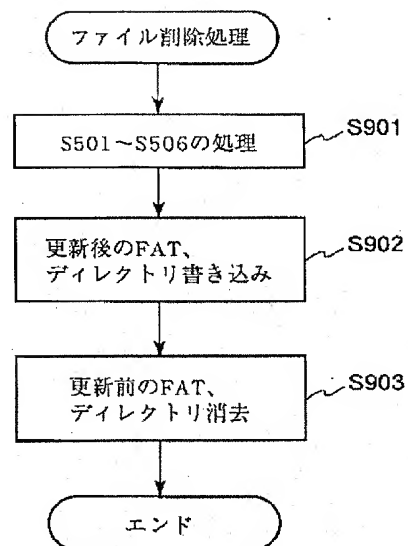 ファイル削除処理
S501～S506の処理
S901
更新後のFAT、
ディレクトリ書き込み
S902
更新前のFAT、
ディレクトリ消去
S903
エンド